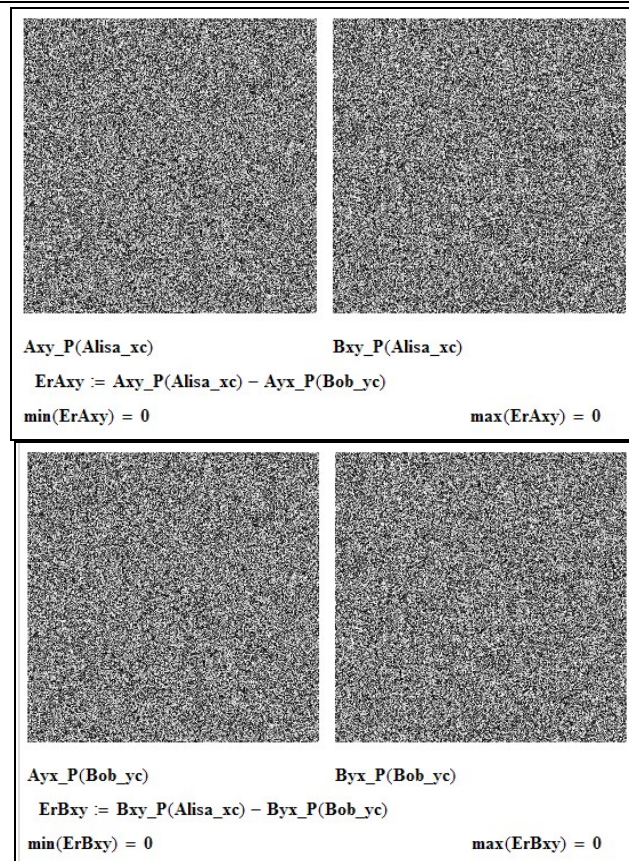 Axy_P(Alisa_xc) Bxy_P(Alisa_xc)
ErAxy := Axy_P(Alisa_xc) − Ayx_P(Bob_yc)
min(ErAxy) = 0 max(ErAxy) = 0
Ayx_P(Bob_yc) Byx_P(Bob_yc)
ErBxy := Bxy_P(Alisa_xc) − Byx_P(Bob_yc)
min(ErBxy) = 0 max(ErBxy) = 0